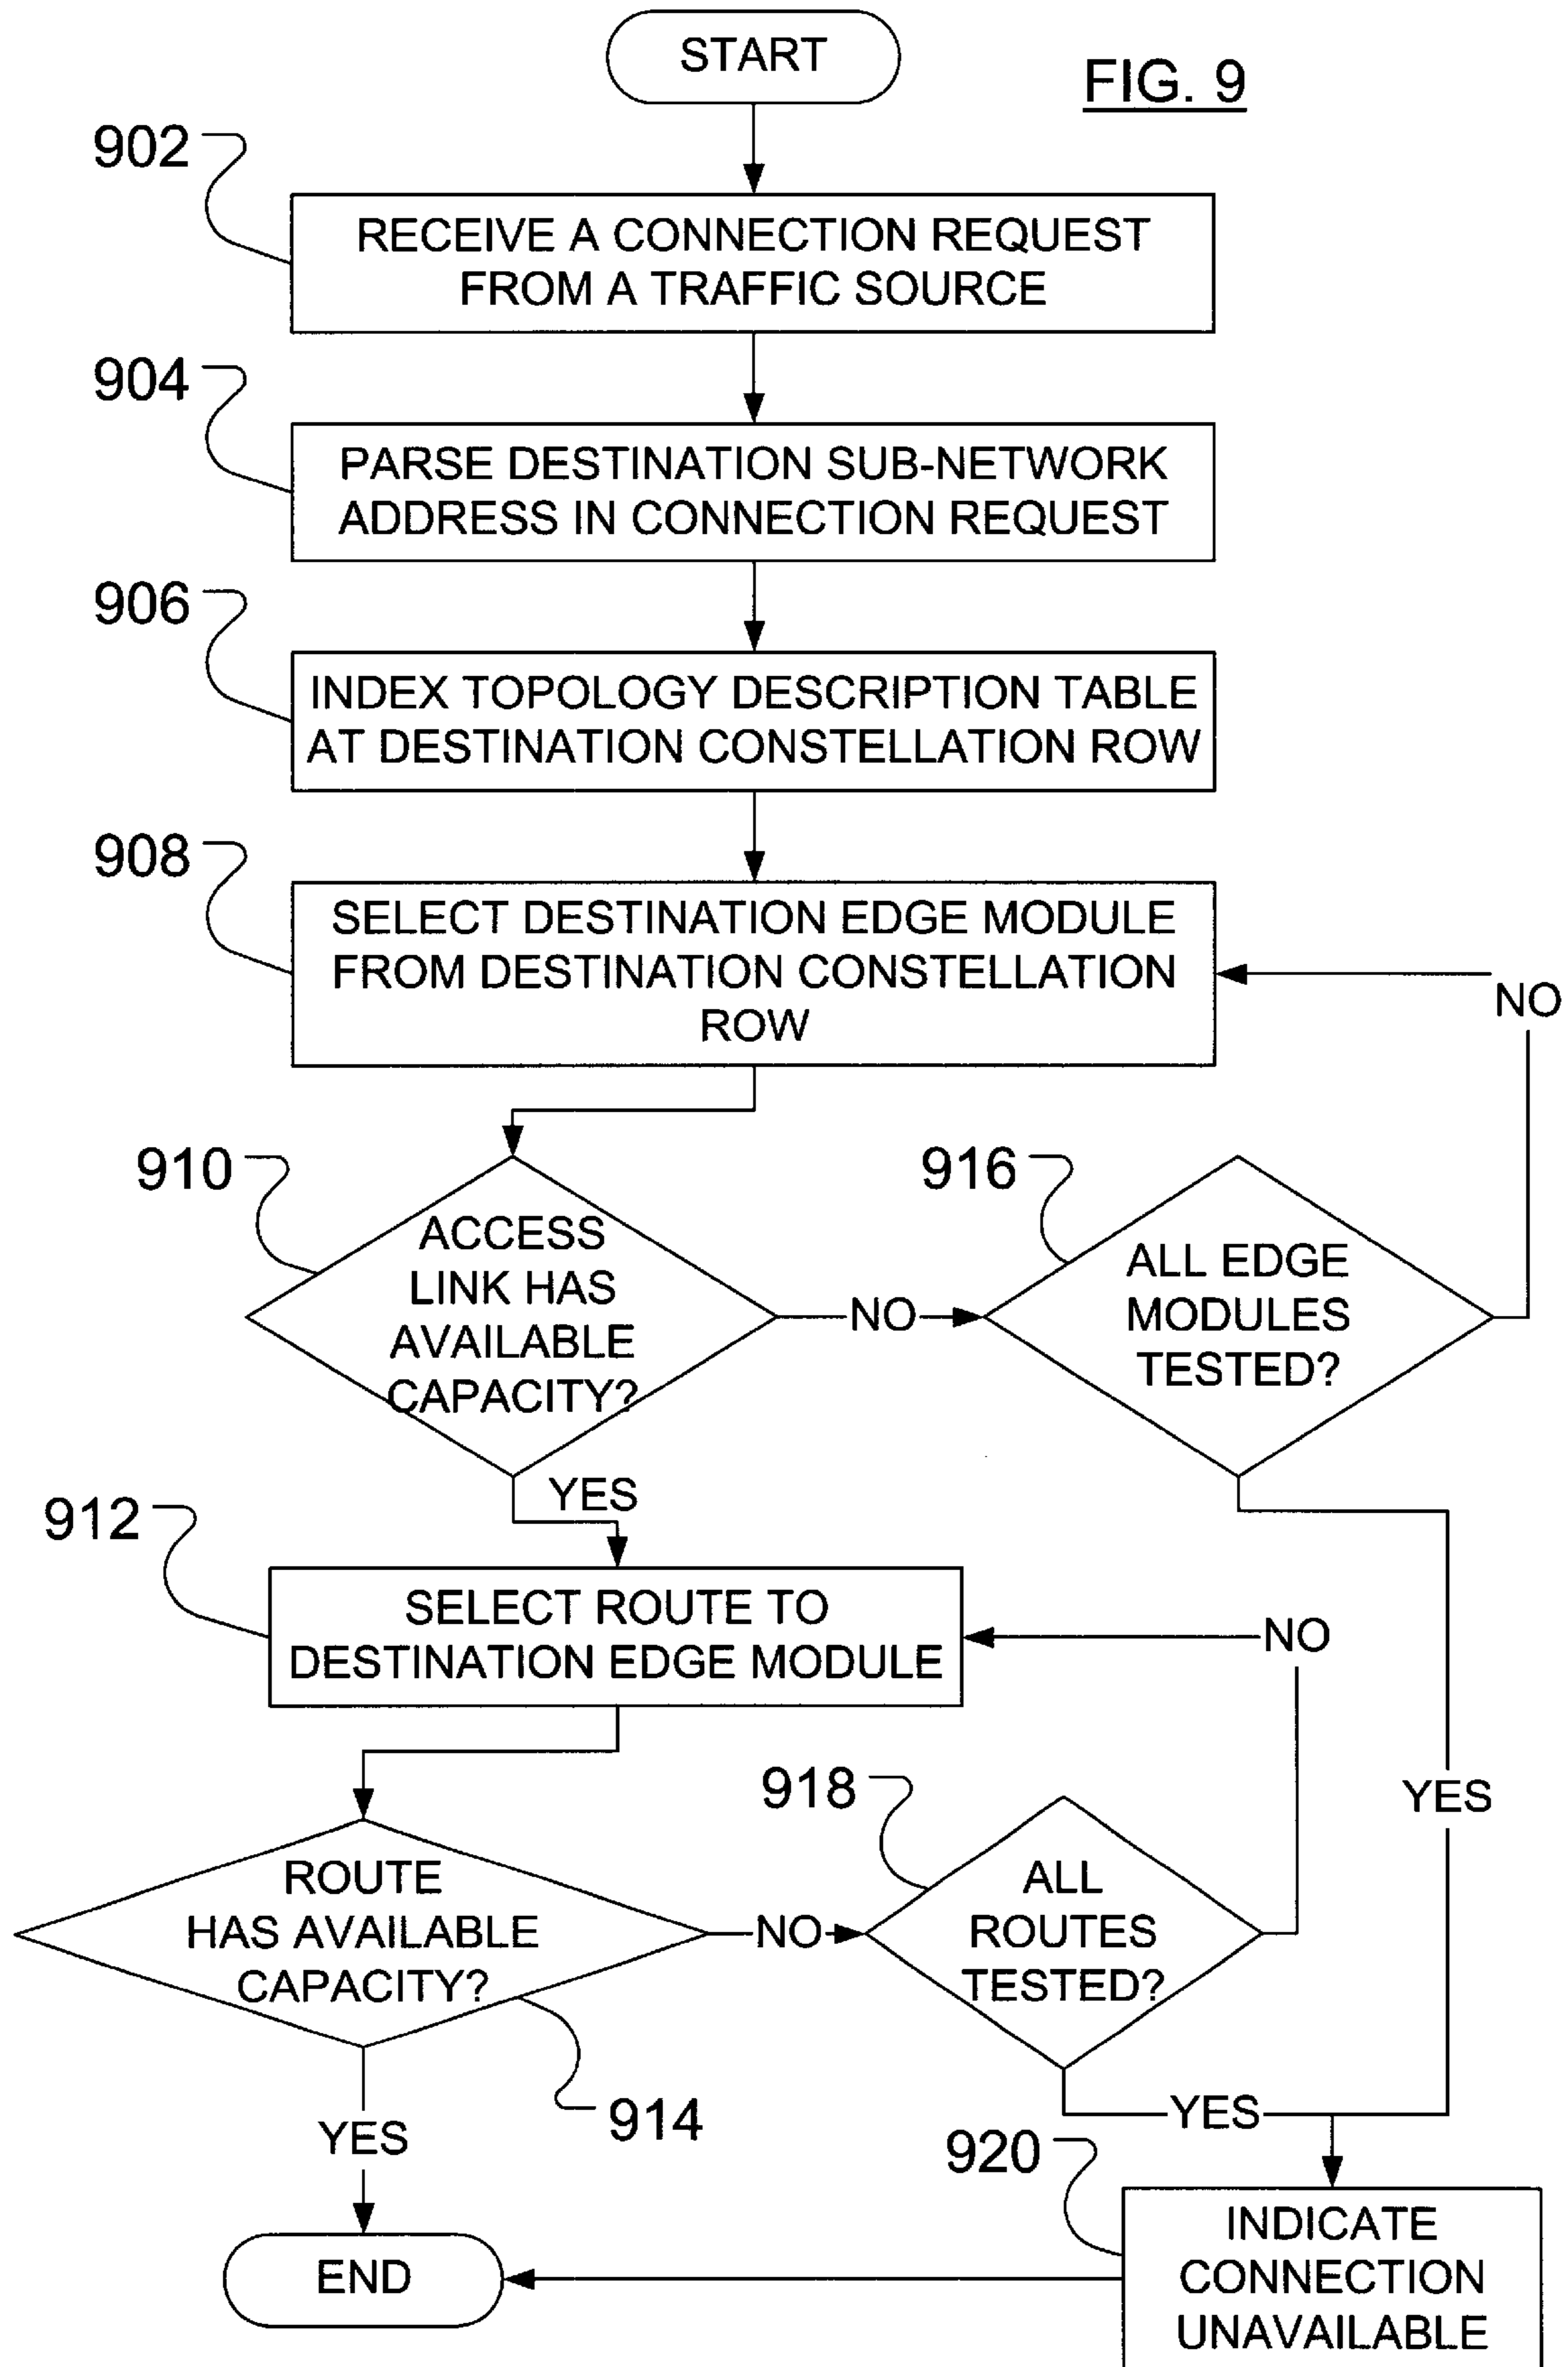 START
FIG. 9
902
RECEIVE A CONNECTION REQUEST
FROM A TRAFFIC SOURCE
904
PARSE DESTINATION SUB-NETWORK
ADDRESS IN CONNECTION REQUEST
906
INDEX TOPOLOGY DESCRIPTION TABLE
AT DESTINATION CONSTELLATION ROW
908
SELECT DESTINATION EDGE MODULE
FROM DESTINATION CONSTELLATION
ROW
NO
910
ACCESS
LINK HAS
AVAILABLE
CAPACITY?
NO
916
ALL EDGE
MODULES
TESTED?
YES
912
SELECT ROUTE TO
DESTINATION EDGE MODULE
NO
YES
ROUTE
HAS AVAILABLE
CAPACITY?
914
NO
918
ALL
ROUTES
TESTED?
YES
YES
920
INDICATE
CONNECTION
UNAVAILABLE
END